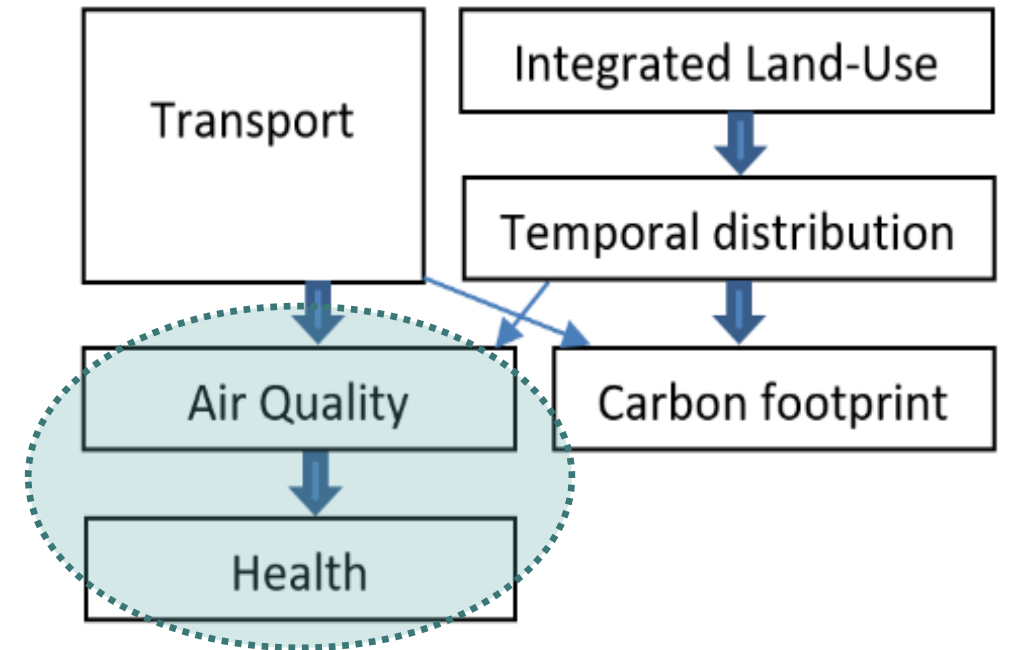 Transport
Integrated Land-Use
Temporal distribution
Air Quality
Carbon footprint
Health